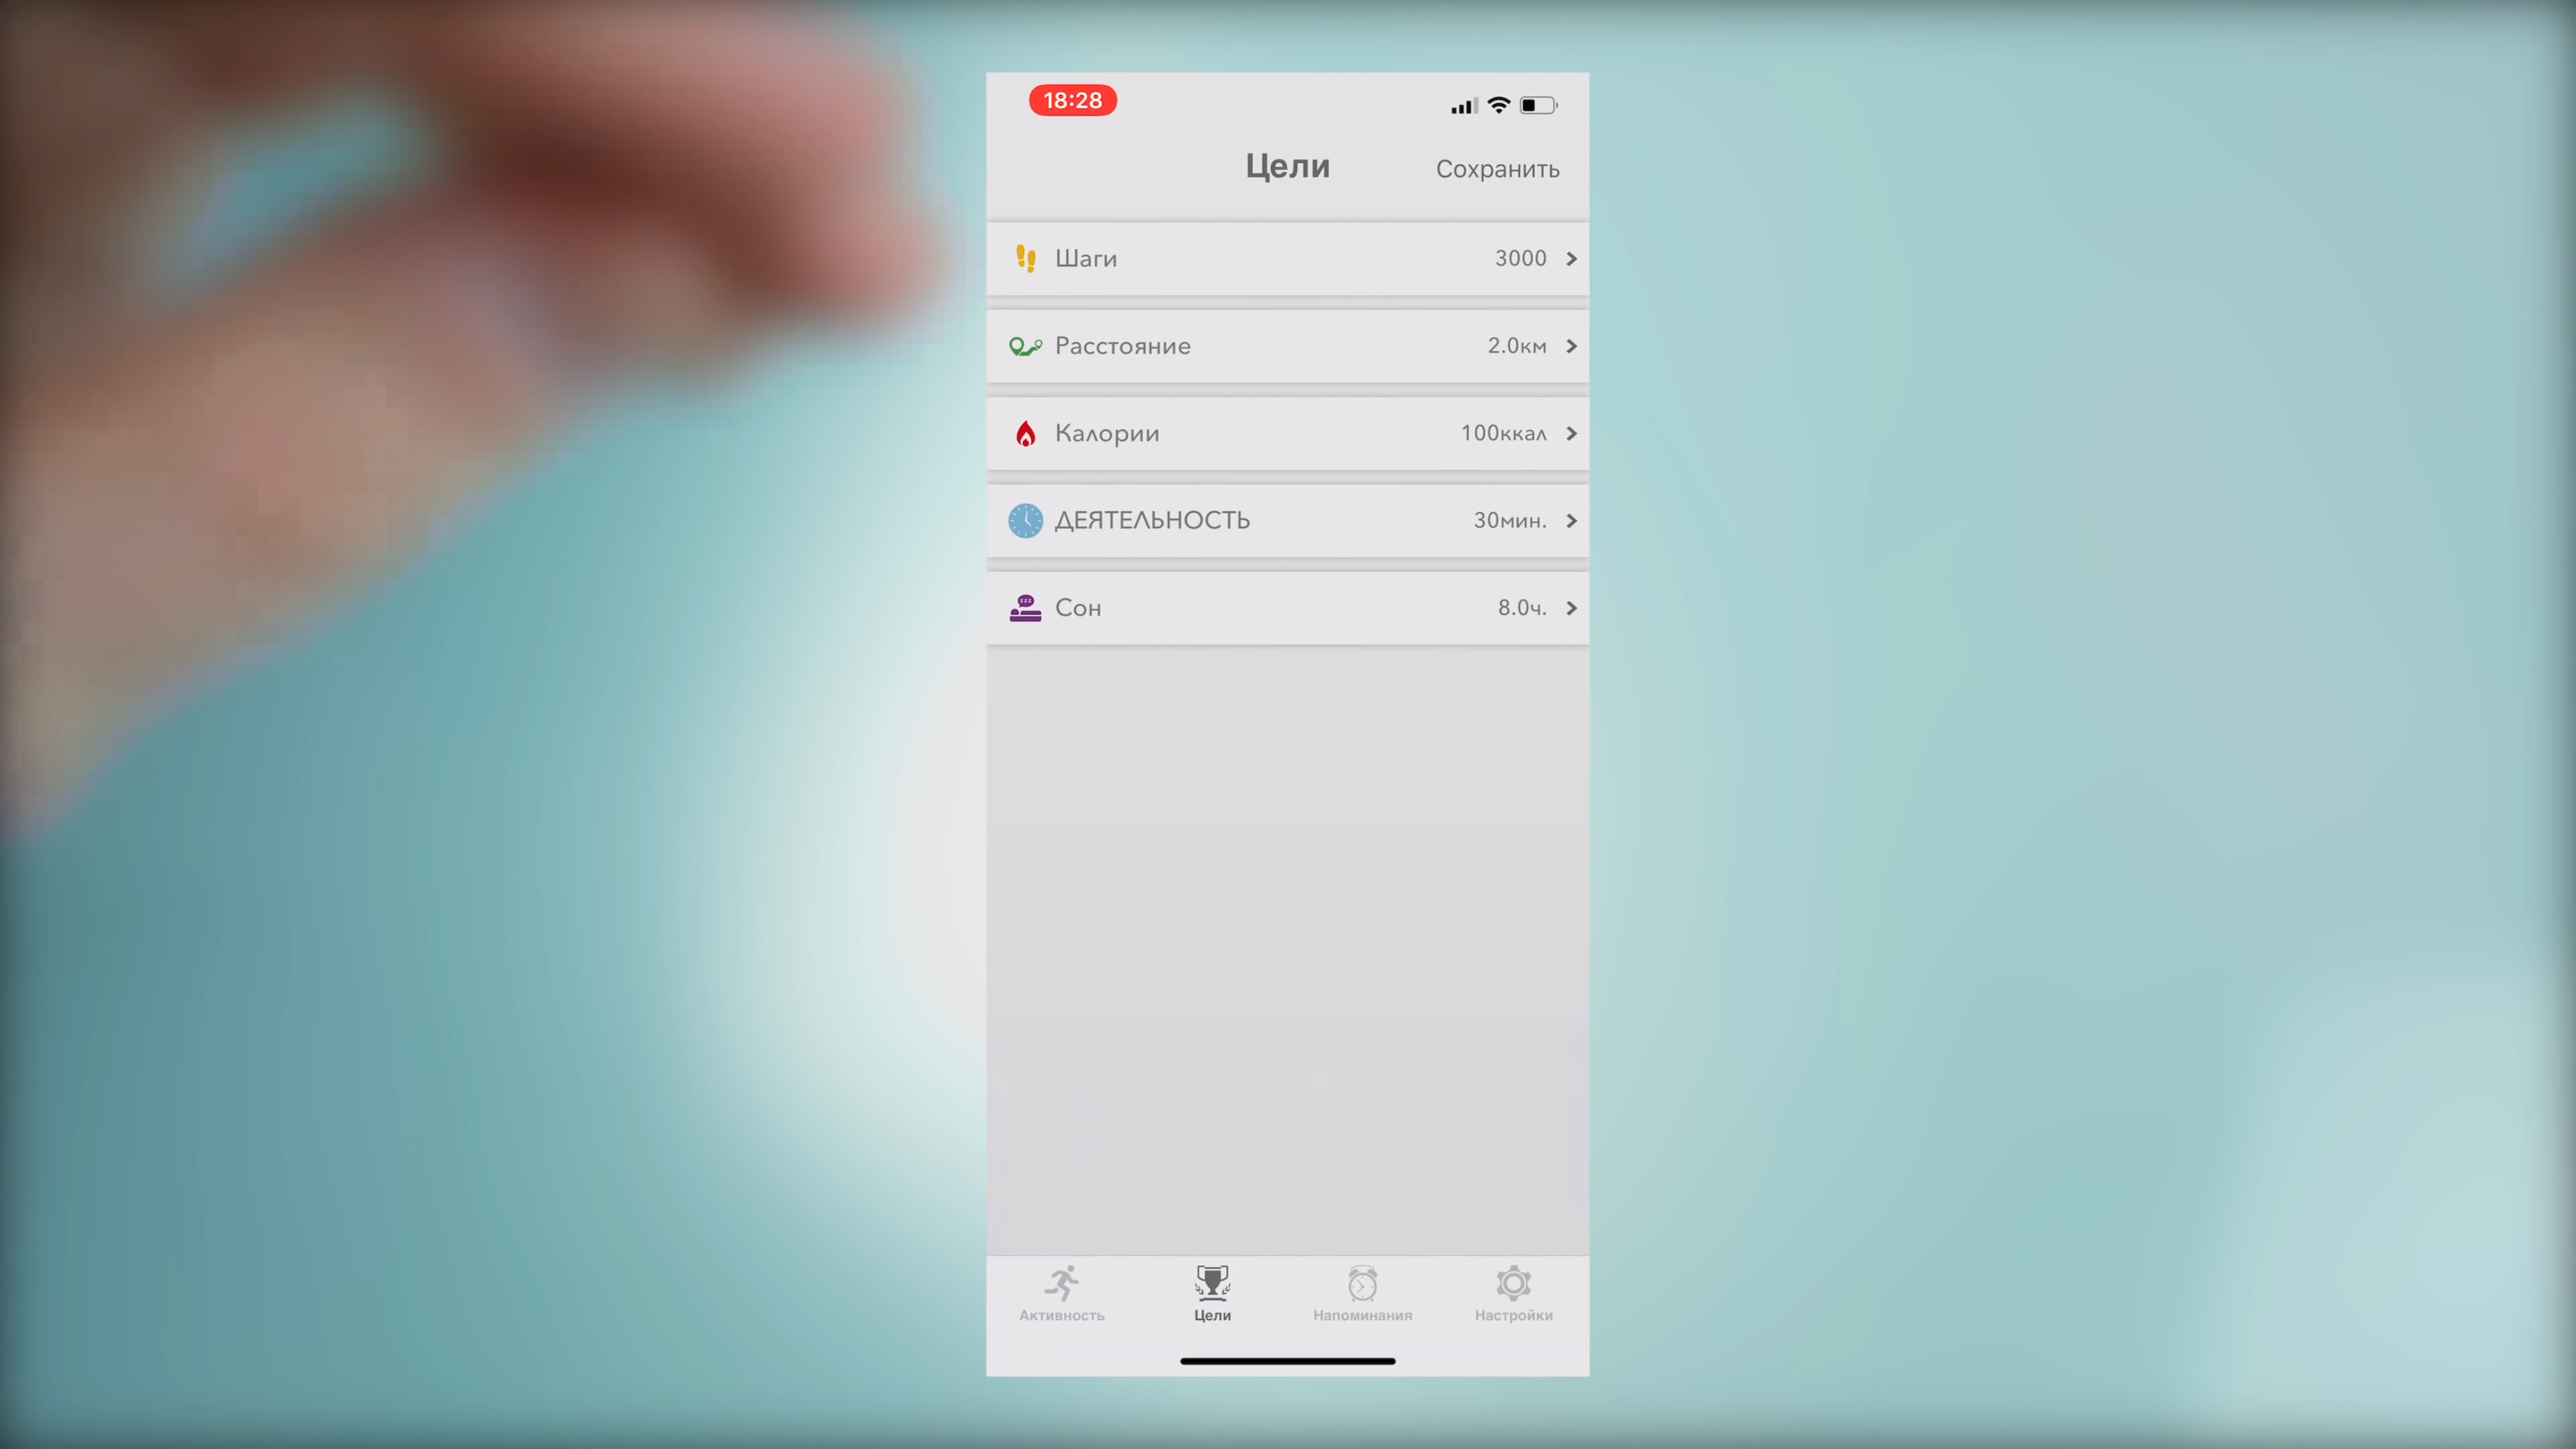 18:28
Цели
Сохранить
Шаги 3000
Расстояние 2.0км
Калории 100ккал
ДЕЯТЕЛЬНОСТЬ 30мин.
Сон 8.0ч.
Активность Цели Напоминания Настройки